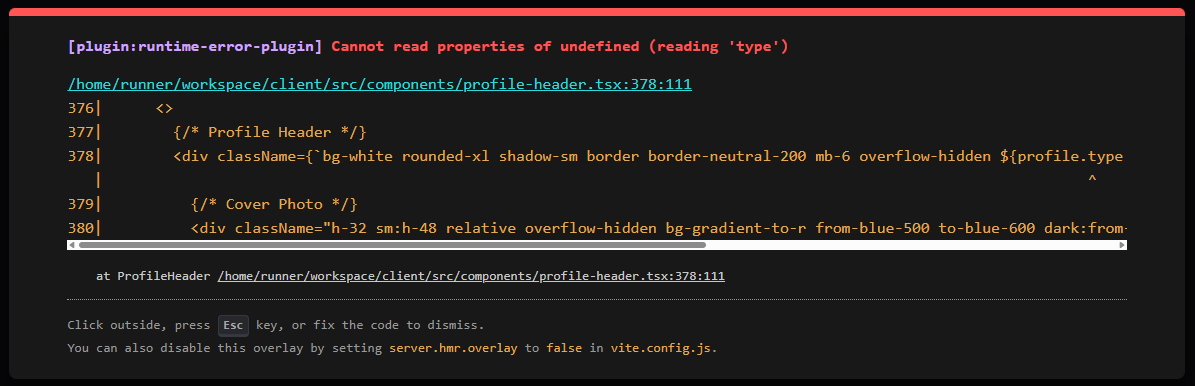 [plugin:runtime-error-plugin] Cannot read properties of undefined (reading 'type')
/home/runner/workspace/client/src/components/profile-header.tsx:378:111
376|      <>
377|        {/* Profile Header */}
378|        <div className={`bg-white rounded-xl shadow-sm border border-neutral-200 mb-6 overflow-hidden ${profile.type
   |                                                                                                               ^
379|          {/* Cover Photo */}
380|          <div className="h-32 sm:h-48 relative overflow-hidden bg-gradient-to-r from-blue-500 to-blue-600 dark:from-
at ProfileHeader /home/runner/workspace/client/src/components/profile-header.tsx:378:111
Click outside, press Esc key, or fix the code to dismiss.
You can also disable this overlay by setting server.hmr.overlay to false in vite.config.js.